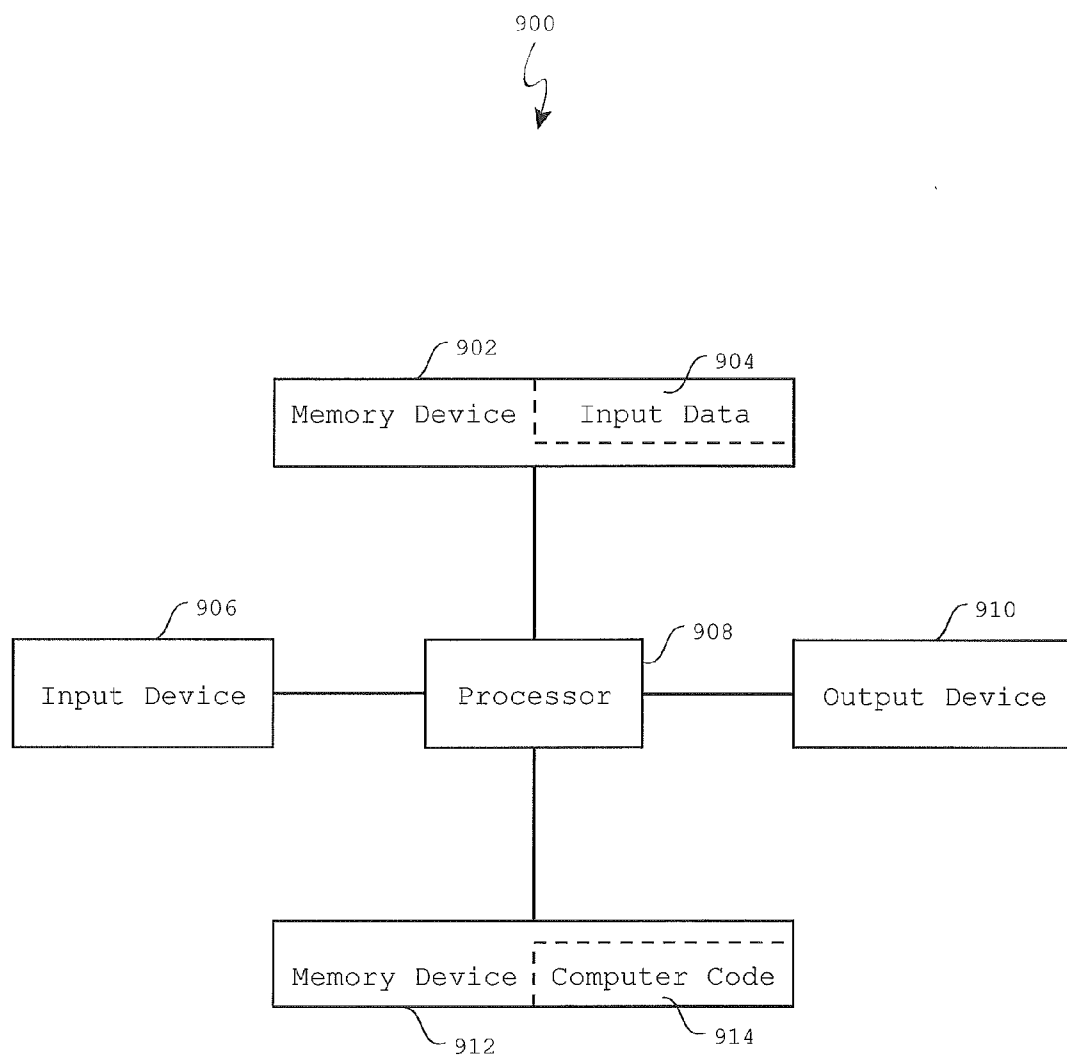 900
902
904
Memory Device
Input Data
906
908
910
Input Device
Processor
Output Device
Memory Device
Computer Code
912
914